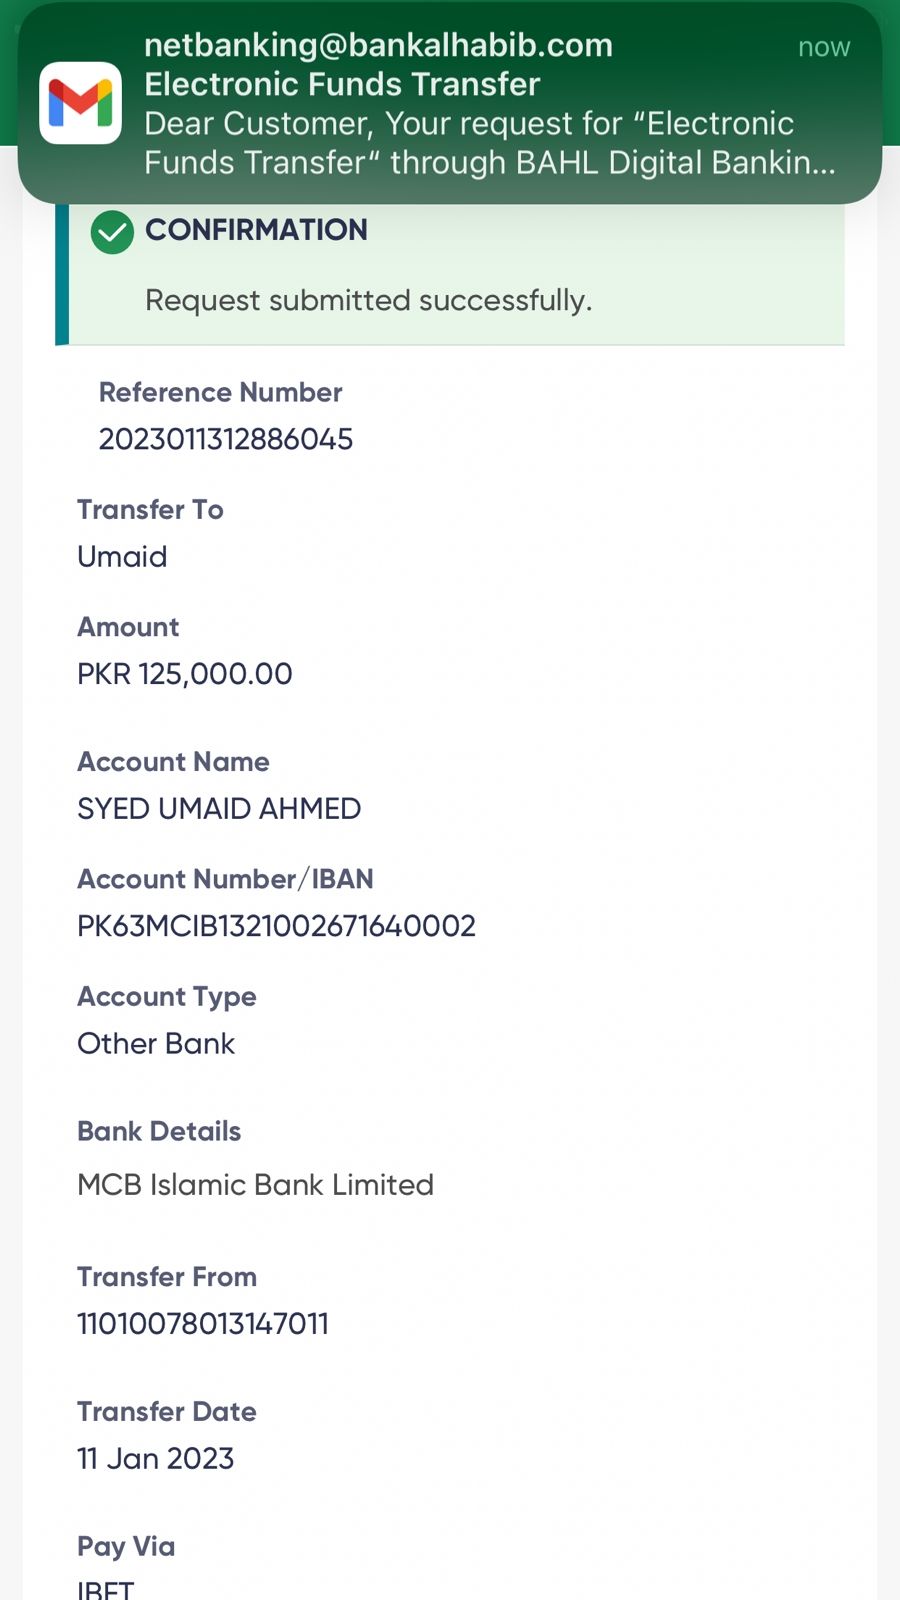 netbanking@bankalhabib.com
now
Electronic Funds Transfer
Dear Customer, Your request for “Electronic
Funds Transfer“ through BAHL Digital Bankin...
CONFIRMATION
Request submitted successfully.
Reference Number
2023011312886045
Transfer To
Umaid
Amount
PKR 125,000.00
Account Name
SYED UMAID AHMED
Account Number/IBAN
PK63MCIB1321002671640002
Account Type
Other Bank
Bank Details
MCB Islamic Bank Limited
Transfer From
11010078013147011
Transfer Date
11 Jan 2023
Pay Via
IBFT